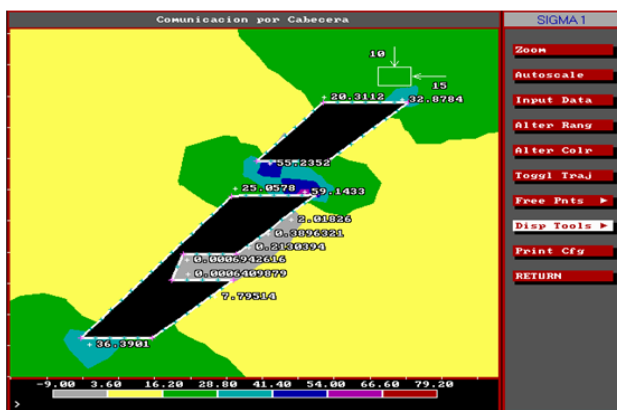 Comunicacion por Cabecera
SIGMA1
10
15
20.3112
32.8784
55.2352
25.0578
59.1433
2.01826
0.3896321
0.2130394
0.0006942616
0.0006409879
7.79514
36.3901
-9.00 3.60 16.20 28.80 41.40 54.00 66.60 79.20
>
Zoom
Autoscale
Input Data
Alter Rang
Alter Colr
Toggl Traj
Free Pnts ►
Disp Tools ►
Print Cfg
RETURN